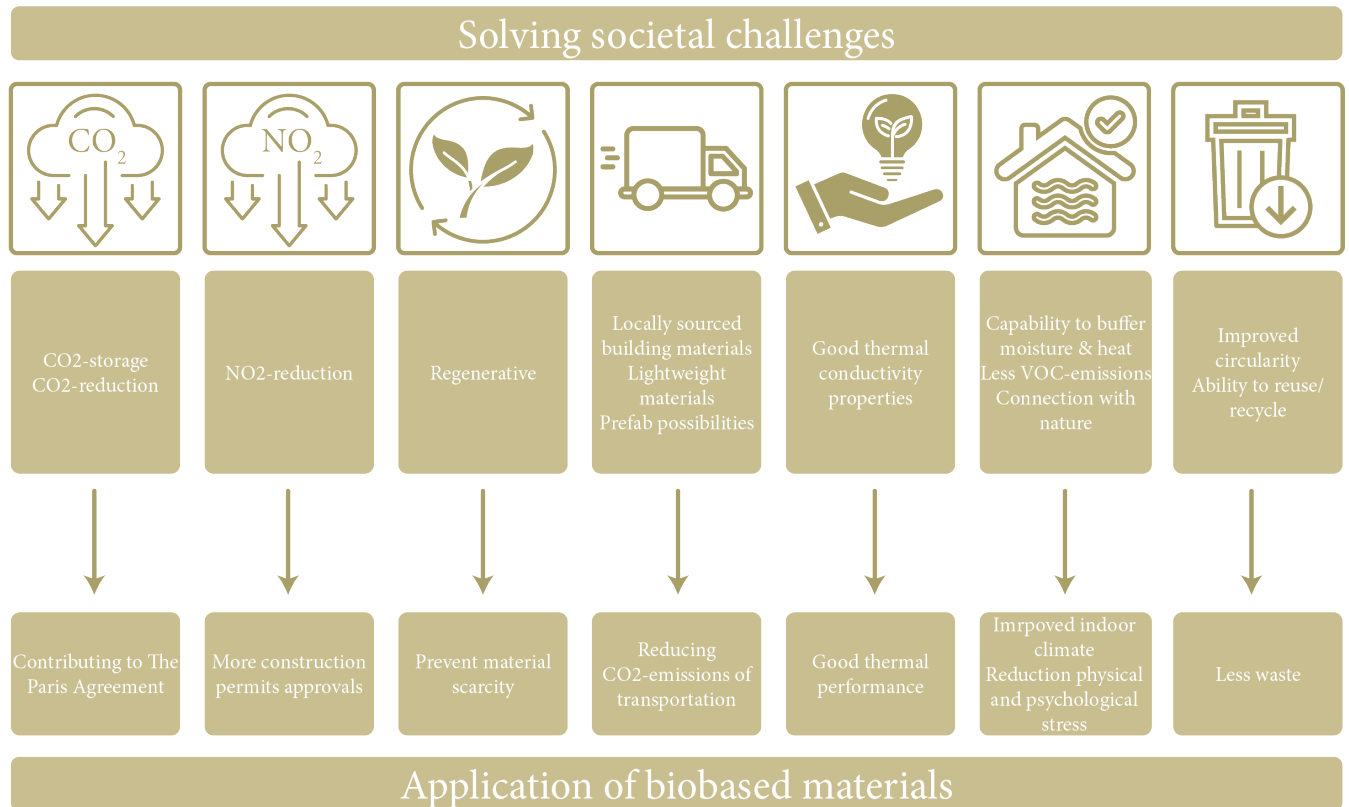 Solving societal challenges
CO2
NO2
CO2-storage
CO2-reduction
NO2-reduction
Regenerative
Locally sourced
building materials
Lightweight
materials
Prefab possibilities
Good thermal
conductivity
properties
Capability to buffer
moisture & heat
Less VOC-emissions
Connection with
nature
Improved
circularity
Ability to reuse/
recycle
Contributing to The
Paris Agreement
More construction
permits approvals
Prevent material
scarcity
Reducing
CO2-emissions of
transportation
Good thermal
performance
Imrpoved indoor
climate
Reduction physical
and psychological
stress
Less waste
Application of biobased materials